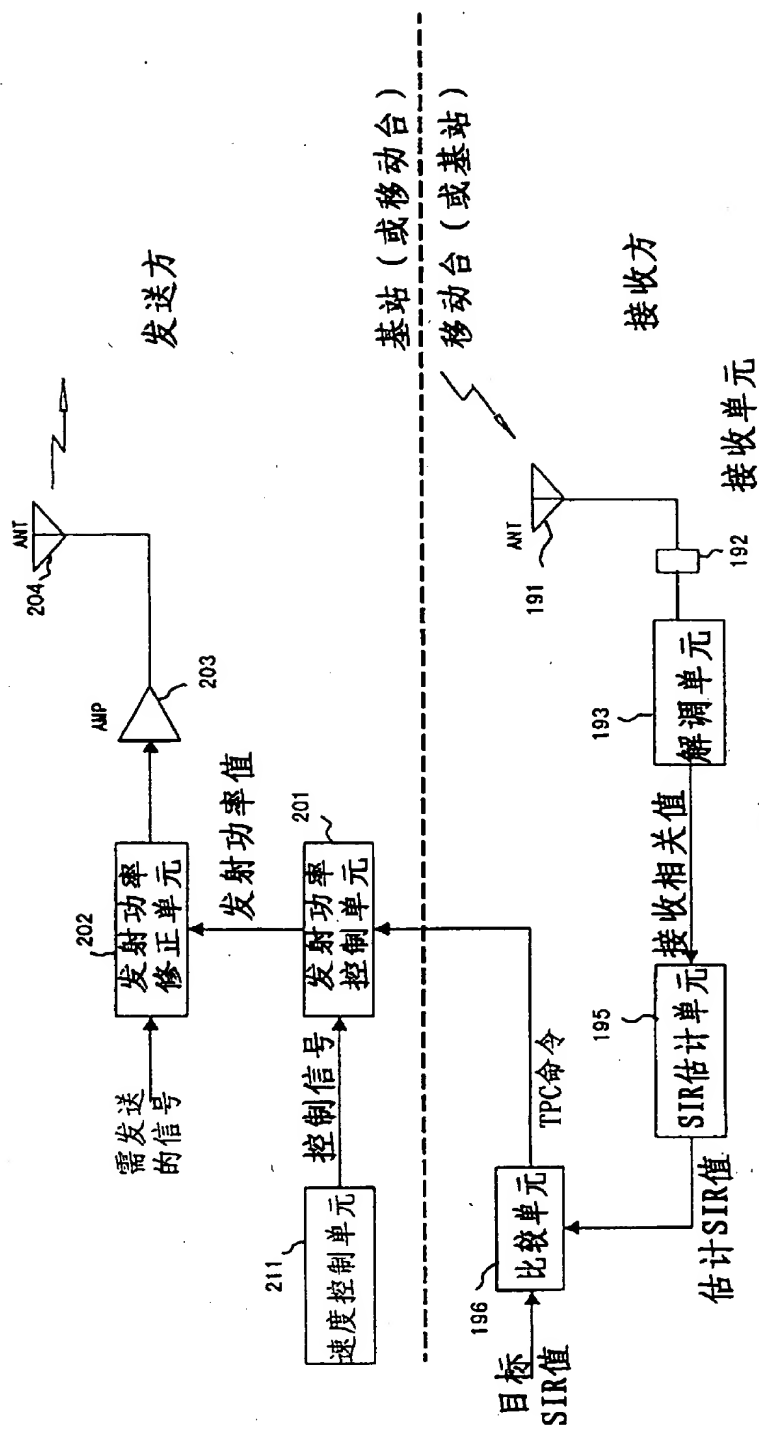 ANT
204
发送方
AMP
203
202
发射功率
修正单元
需发送
的信号
发射功率值
201
发射功率
控制单元
控制信号
211
速度控制单元
基站（或移动台）
移动台（或基站）
ANT
191
接收方
TPC命令
196
比较单元
目标
SIR值
192
接收单元
193
解调单元
接收相关值
195
SIR估计单元
估计SIR值